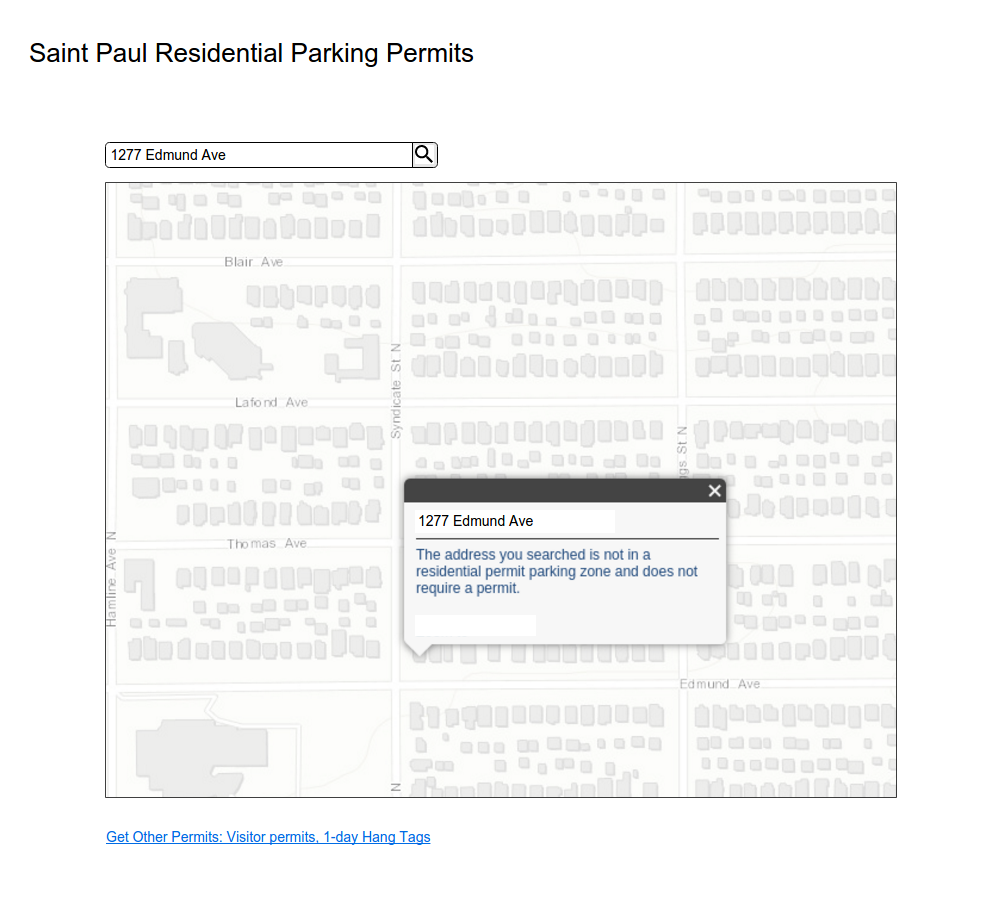 Saint Paul Residential Parking Permits
1277 Edmund Ave
Blair Ave
Syndicate St N
Lafond Ave
ggs St N
1277 Edmund Ave
The address you searched is not in a
residential permit parking zone and does not
require a permit.
Thomas Ave
Hamline Ave N
Edmund Ave
N
Get Other Permits: Visitor permits, 1-day Hang Tags